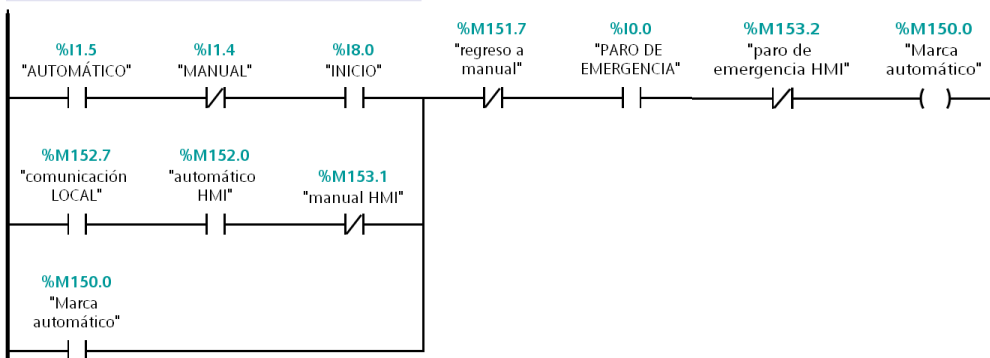 %I1.5
"AUTOMÁTICO"
%I1.4
"MANUAL"
%I8.0
"INICIO"
%M151.7
"regreso a
manual"
%I0.0
"PARO DE
EMERGENCIA"
%M153.2
"paro de
emergencia HMI"
%M150.0
"Marca
automático"
%M152.7
"comunicación
LOCAL"
%M152.0
"automático
HMI"
%M153.1
"manual HMI"
%M150.0
"Marca
automático"